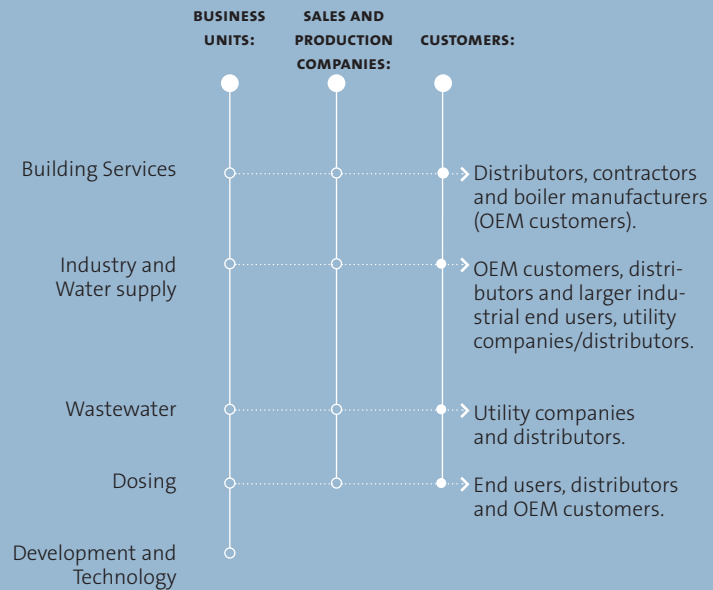 BUSINESS
UNITS:
SALES AND
PRODUCTION
COMPANIES:
CUSTOMERS:
Building Services
Distributors, contractors
and boiler manufacturers
(OEM customers).
Industry and
Water supply
OEM customers, distri-
butors and larger indu-
strial end users, utility
companies/distributors.
Wastewater
Utility companies
and distributors.
Dosing
End users, distributors
and OEM customers.
Development and
Technology